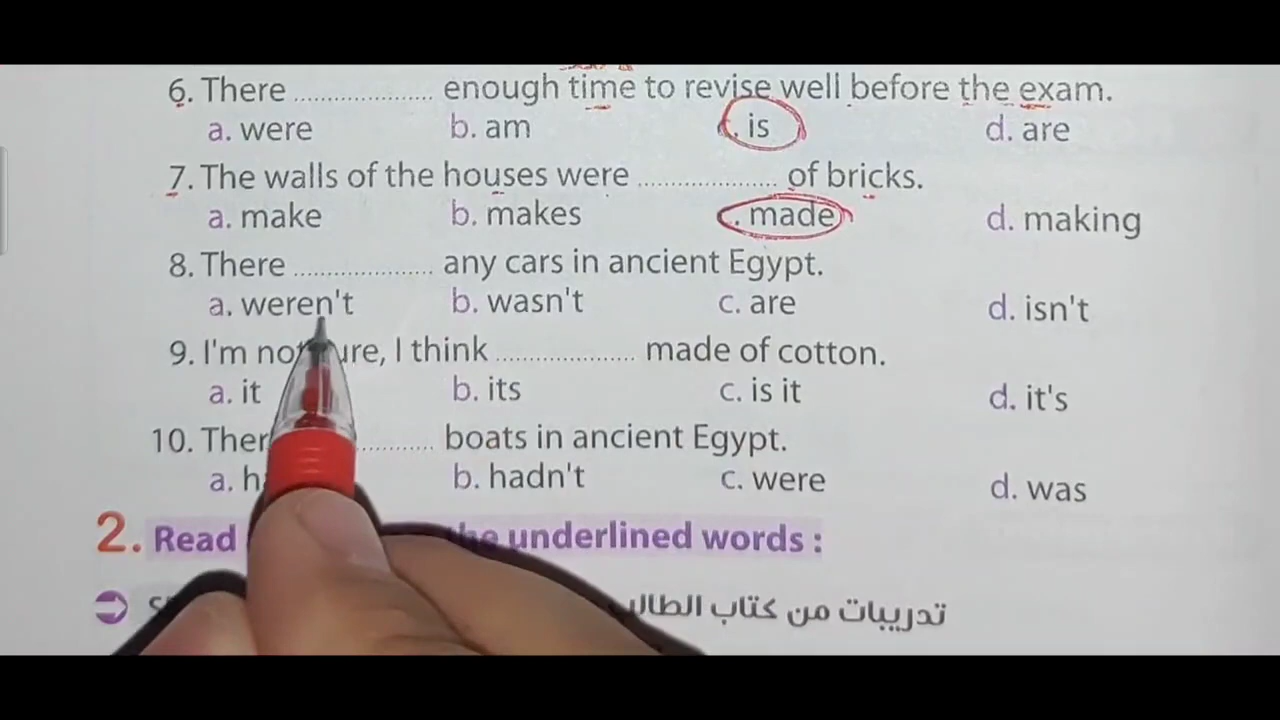 6. There .................... enough time to revise well before the exam.
a. were b. am . is d. are
7. The walls of the houses were .................... of bricks.
a. make b. makes . made d. making
8. There .................... any cars in ancient Egypt.
a. weren't b. wasn't c. are d. isn't
9. I'm not sure, I think .................... made of cotton.
a. it b. its c. is it d. it's
10. Ther ........... boats in ancient Egypt.
a. b. hadn't c. were d. was
2. Read the underlined words :
تدريبات من كتاب الطالب